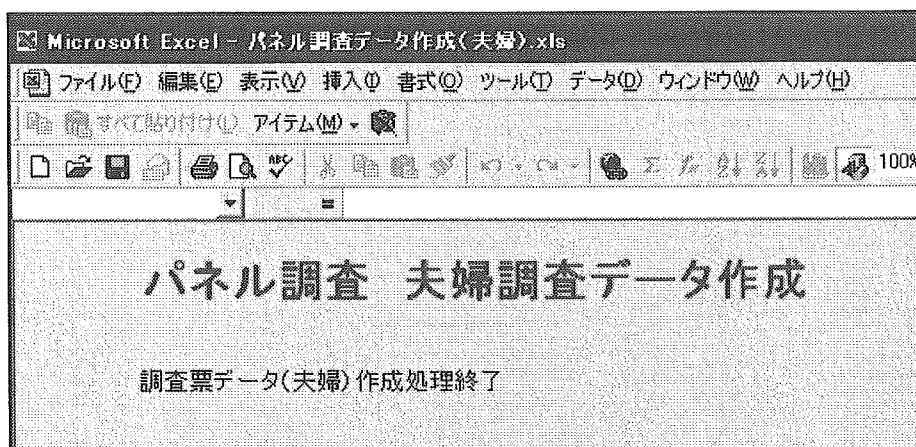 Microsoft Excel - パネル調査データ作成(夫婦).xls
ファイル(F) 編集(E) 表示(V) 挿入(I) 書式(O) ツール(T) データ(D) ウィンドウ(W) ヘルプ(H)
すべて貼り付け(L) アイテム(M)
100%
=
パネル調査 夫婦調査データ作成
調査票データ(夫婦)作成処理終了